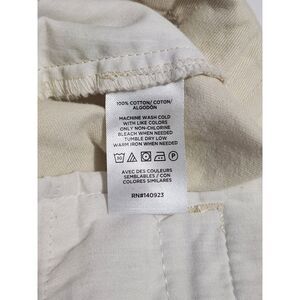 100% COTTON/ COTON/
ALGODÓN
MACHINE WASH COLD
WITH LIKE COLORS
ONLY NON-CHLORINE
BLEACH WHEN NEEDED
TUMBLE DRY LOW
WARM IRON WHEN NEEDED
30
P
AVEC DES COULEURS
SEMBLABLES / CON
COLORES SIMILARES
RN#140923